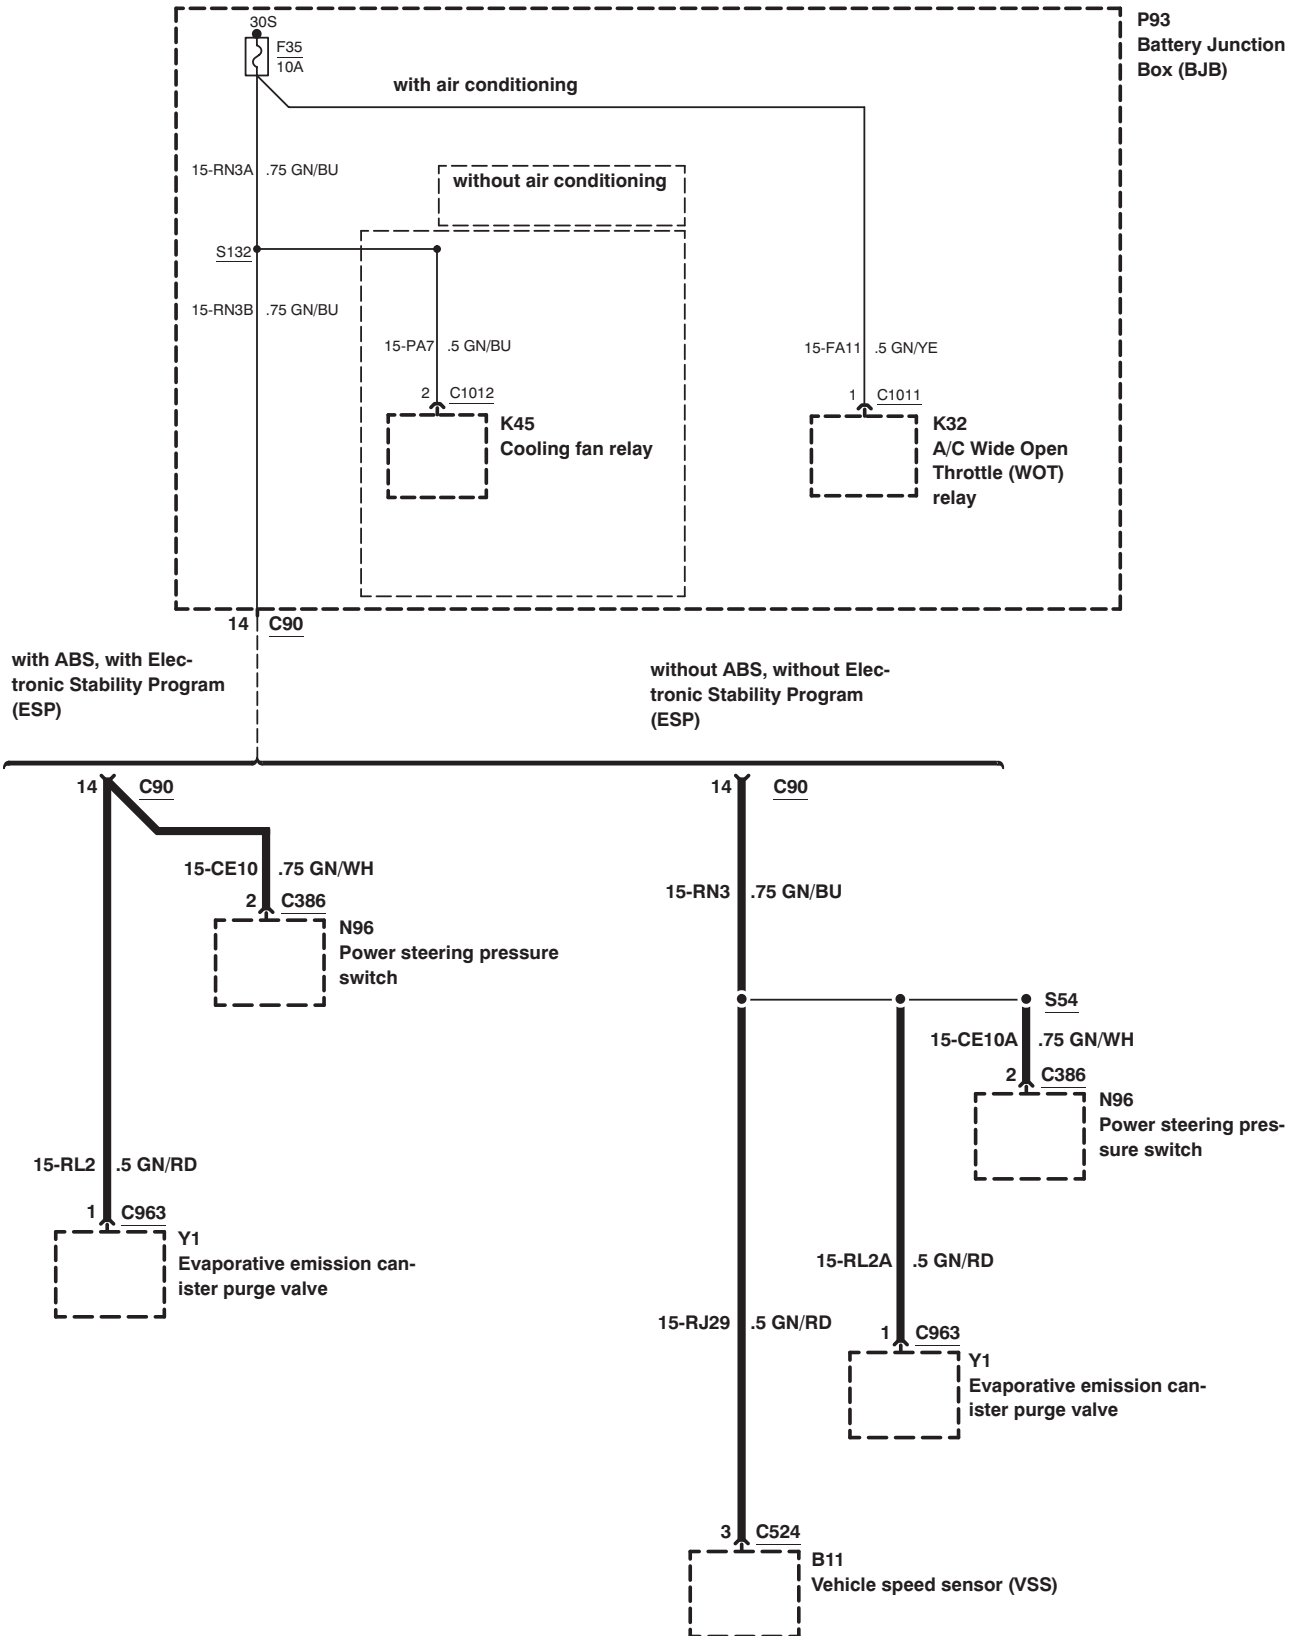 30S
F35
10A
P93
Battery Junction
Box (BJB)
with air conditioning
15-RN3A .75 GN/BU
without air conditioning
S132
15-RN3B .75 GN/BU
15-PA7 .5 GN/BU
15-FA11 .5 GN/YE
2 C1012
1 C1011
K45
Cooling fan relay
K32
A/C Wide Open
Throttle (WOT)
relay
14 C90
with ABS, with Elec-
tronic Stability Program
(ESP)
without ABS, without Elec-
tronic Stability Program
(ESP)
14 C90
14 C90
15-CE10 .75 GN/WH
2 C386
N96
Power steering pressure
switch
15-RN3 .75 GN/BU
S54
15-CE10A .75 GN/WH
2 C386
N96
Power steering pres-
sure switch
15-RL2 .5 GN/RD
1 C963
Y1
Evaporative emission can-
ister purge valve
15-RL2A .5 GN/RD
15-RJ29 .5 GN/RD
1 C963
Y1
Evaporative emission can-
ister purge valve
3 C524
B11
Vehicle speed sensor (VSS)